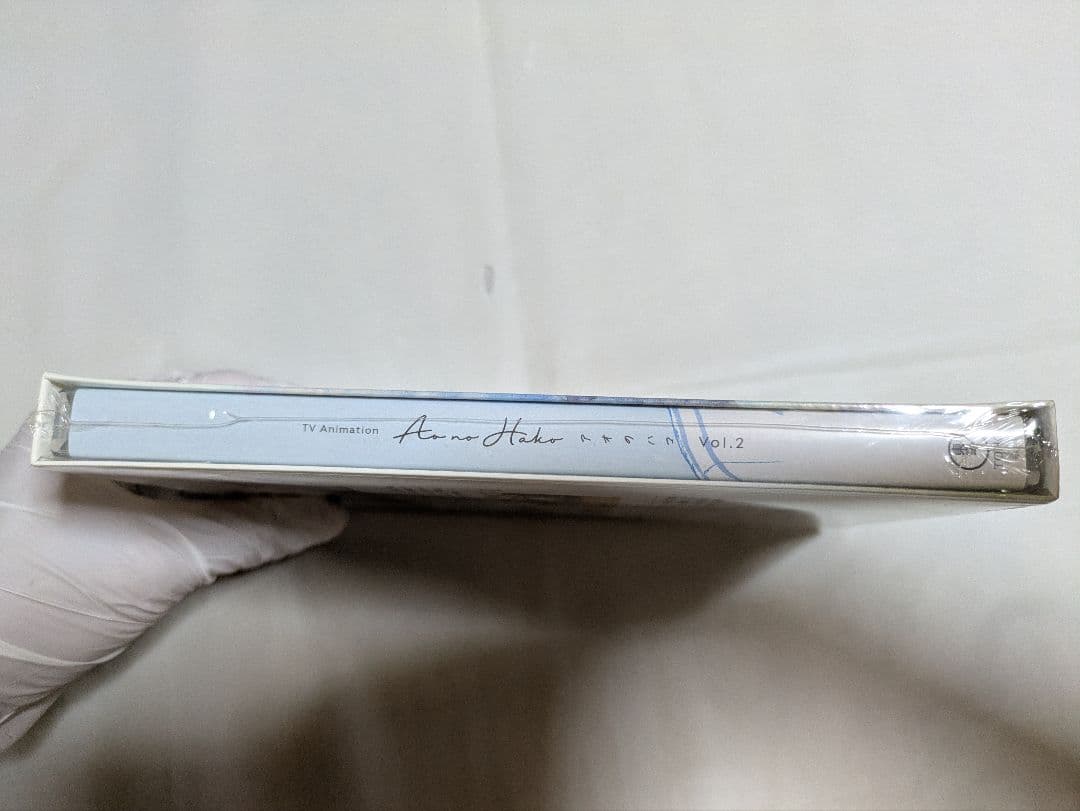 TV Animation Ao no Hako アオのハコ Vol.2